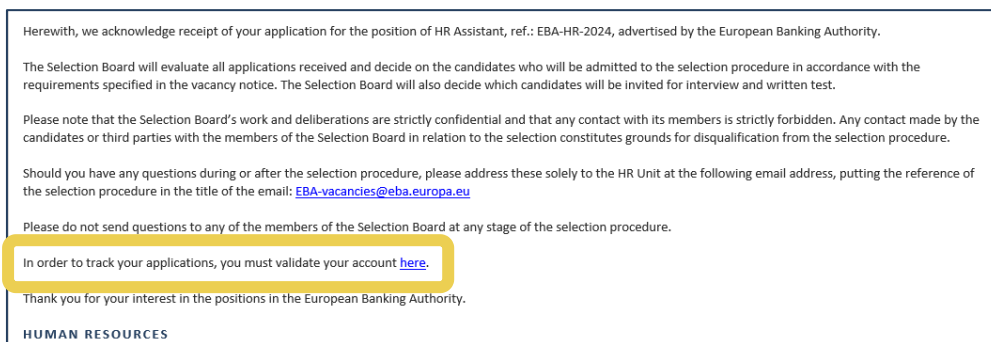 Herewith, we acknowledge receipt of your application for the position of HR Assistant, ref.: EBA-HR-2024, advertised by the European Banking Authority.
The Selection Board will evaluate all applications received and decide on the candidates who will be admitted to the selection procedure in accordance with the
requirements specified in the vacancy notice. The Selection Board will also decide which candidates will be invited for interview and written test.
Please note that the Selection Board's work and deliberations are strictly confidential and that any contact with its members is strictly forbidden. Any contact made by the
candidates or third parties with the members of the Selection Board in relation to the selection constitutes grounds for disqualification from the selection procedure.
Should you have any questions during or after the selection procedure, please address these solely to the HR Unit at the following email address, putting the reference of
the selection procedure in the title of the email: EBA-vacancies@eba.europa.eu
Please do not send questions to any of the members of the Selection Board at any stage of the selection procedure.
In order to track your applications, you must validate your account here.
Thank you for your interest in the positions in the European Banking Authority.
HUMAN RESOURCES